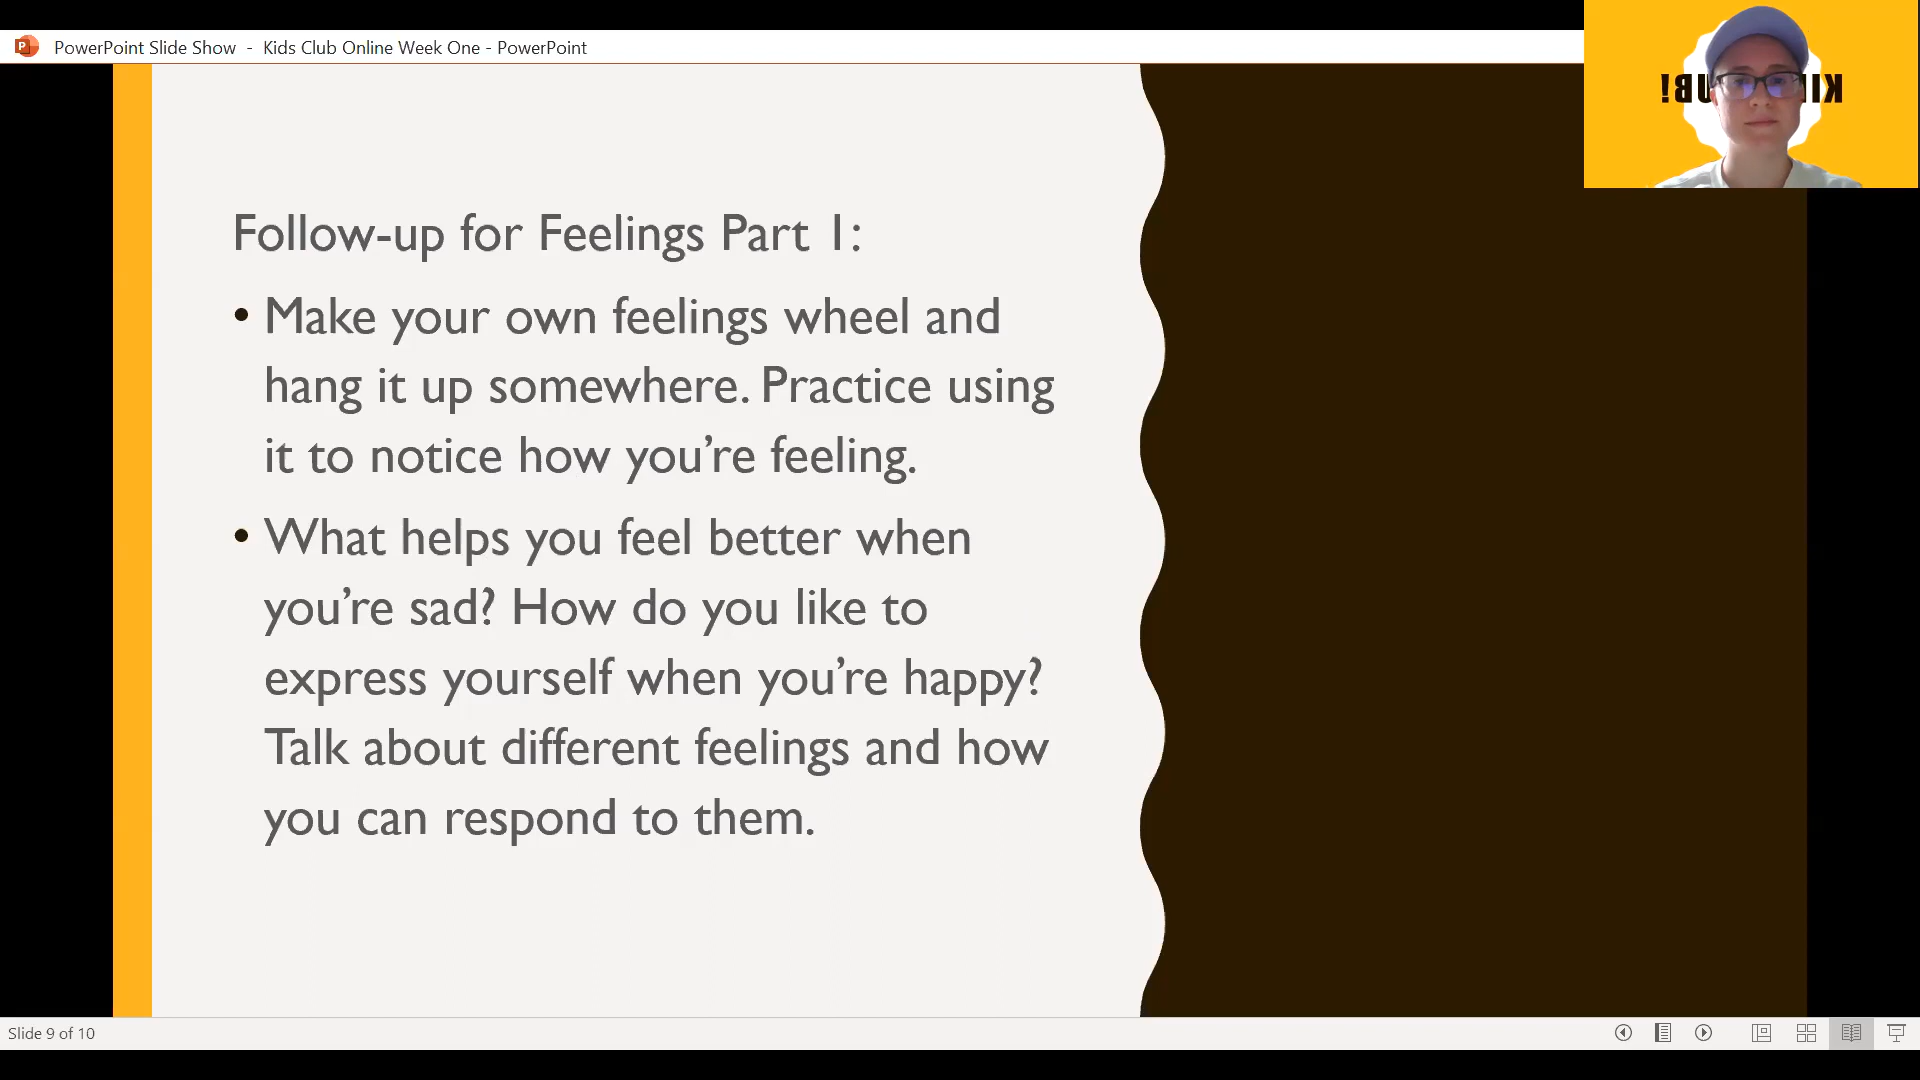 PowerPoint Slide Show - Kids Club Online Week One - PowerPoint
Follow-up for Feelings Part 1:
• Make your own feelings wheel and
hang it up somewhere. Practice using
it to notice how you’re feeling.
• What helps you feel better when
you’re sad? How do you like to
express yourself when you’re happy?
Talk about different feelings and how
you can respond to them.
Slide 9 of 10